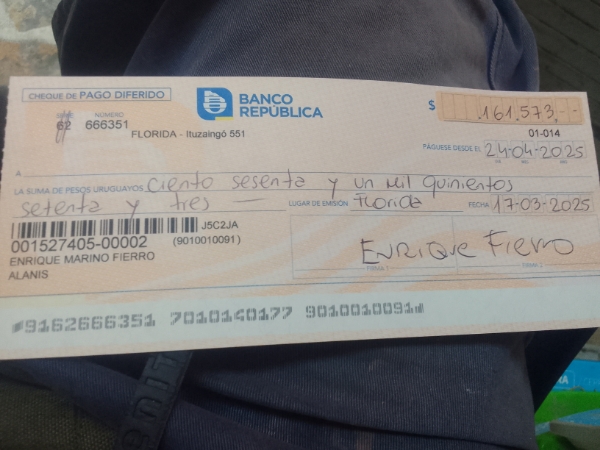 CHEQUE DE PAGO DIFERIDO
BANCO
REPÚBLICA
$ 161.573,--
SERIE NÚMERO
62 666351
FLORIDA - Ituzaingó 551
01-014
PÁGUESE DESDE EL 24-04-2025
A
LA SUMA DE PESOS URUGUAYOS ciento sesenta y un mil quinientos
setenta y tres —
LUGAR DE EMISIÓN Florida FECHA 17-03-2025
J5C2JA
001527405-00002 (9010010091)
ENRIQUE MARINO FIERRO
ALANIS
ENRIQUE FIERRO
FIRMA
9162666351 7010140177 9010010091